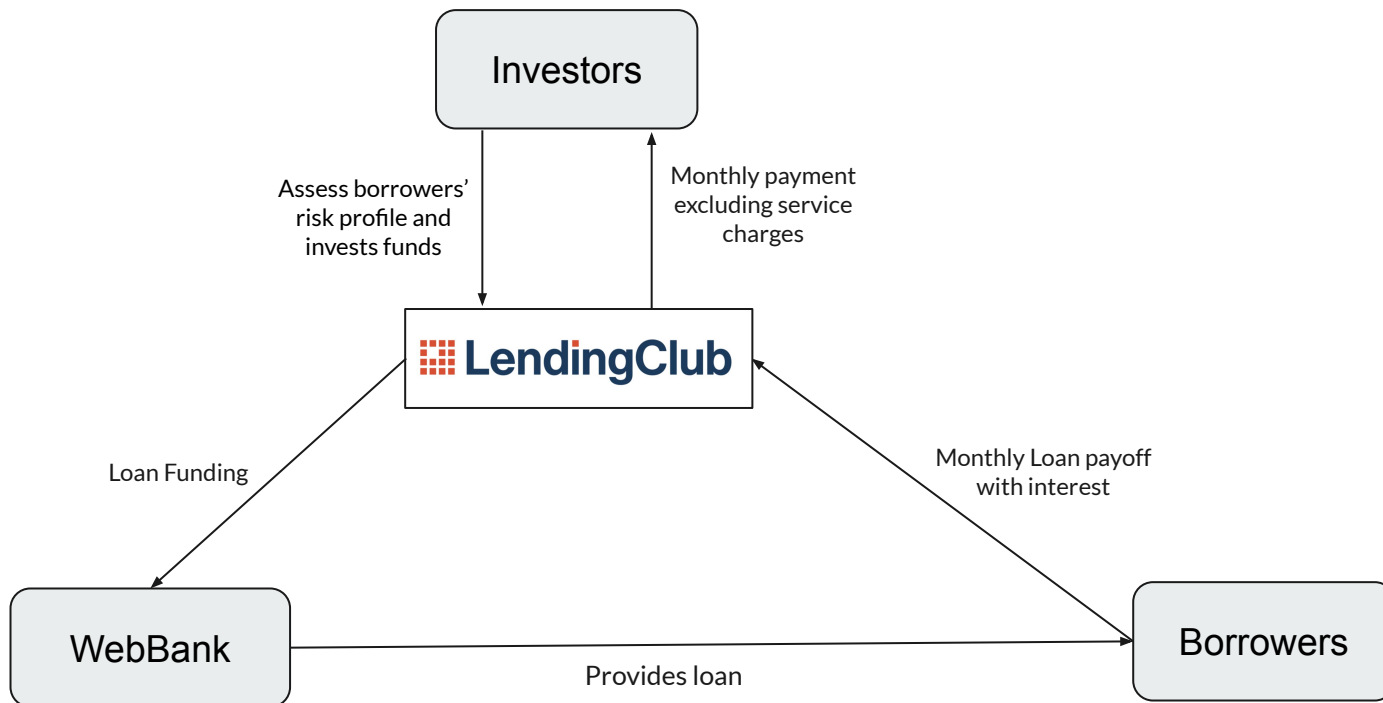 Investors
Assess borrowers’
risk profile and
invests funds
Monthly payment
excluding service
charges
LendingClub
Loan Funding
Monthly Loan payoff
with interest
WebBank
Provides loan
Borrowers